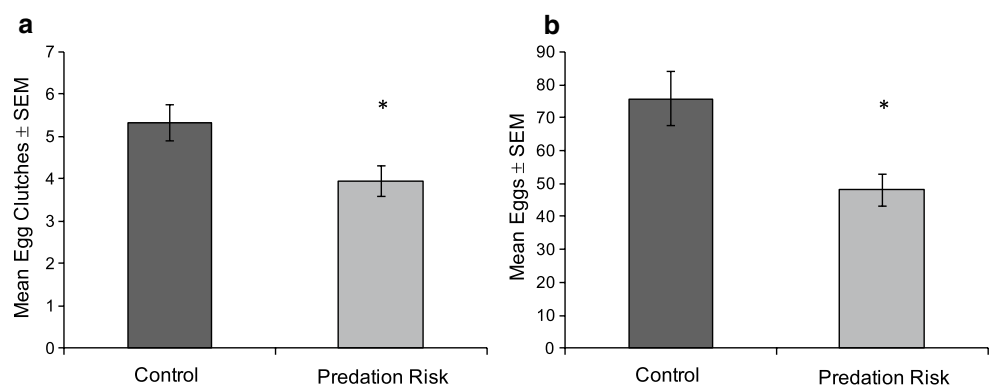 a
Mean Egg Clutches ± SEM
7
6
5
4
3
2
1
0
*
Control
Predation Risk
b
Mean Eggs ± SEM
90
80
70
60
50
40
30
20
10
0
*
Control
Predation Risk